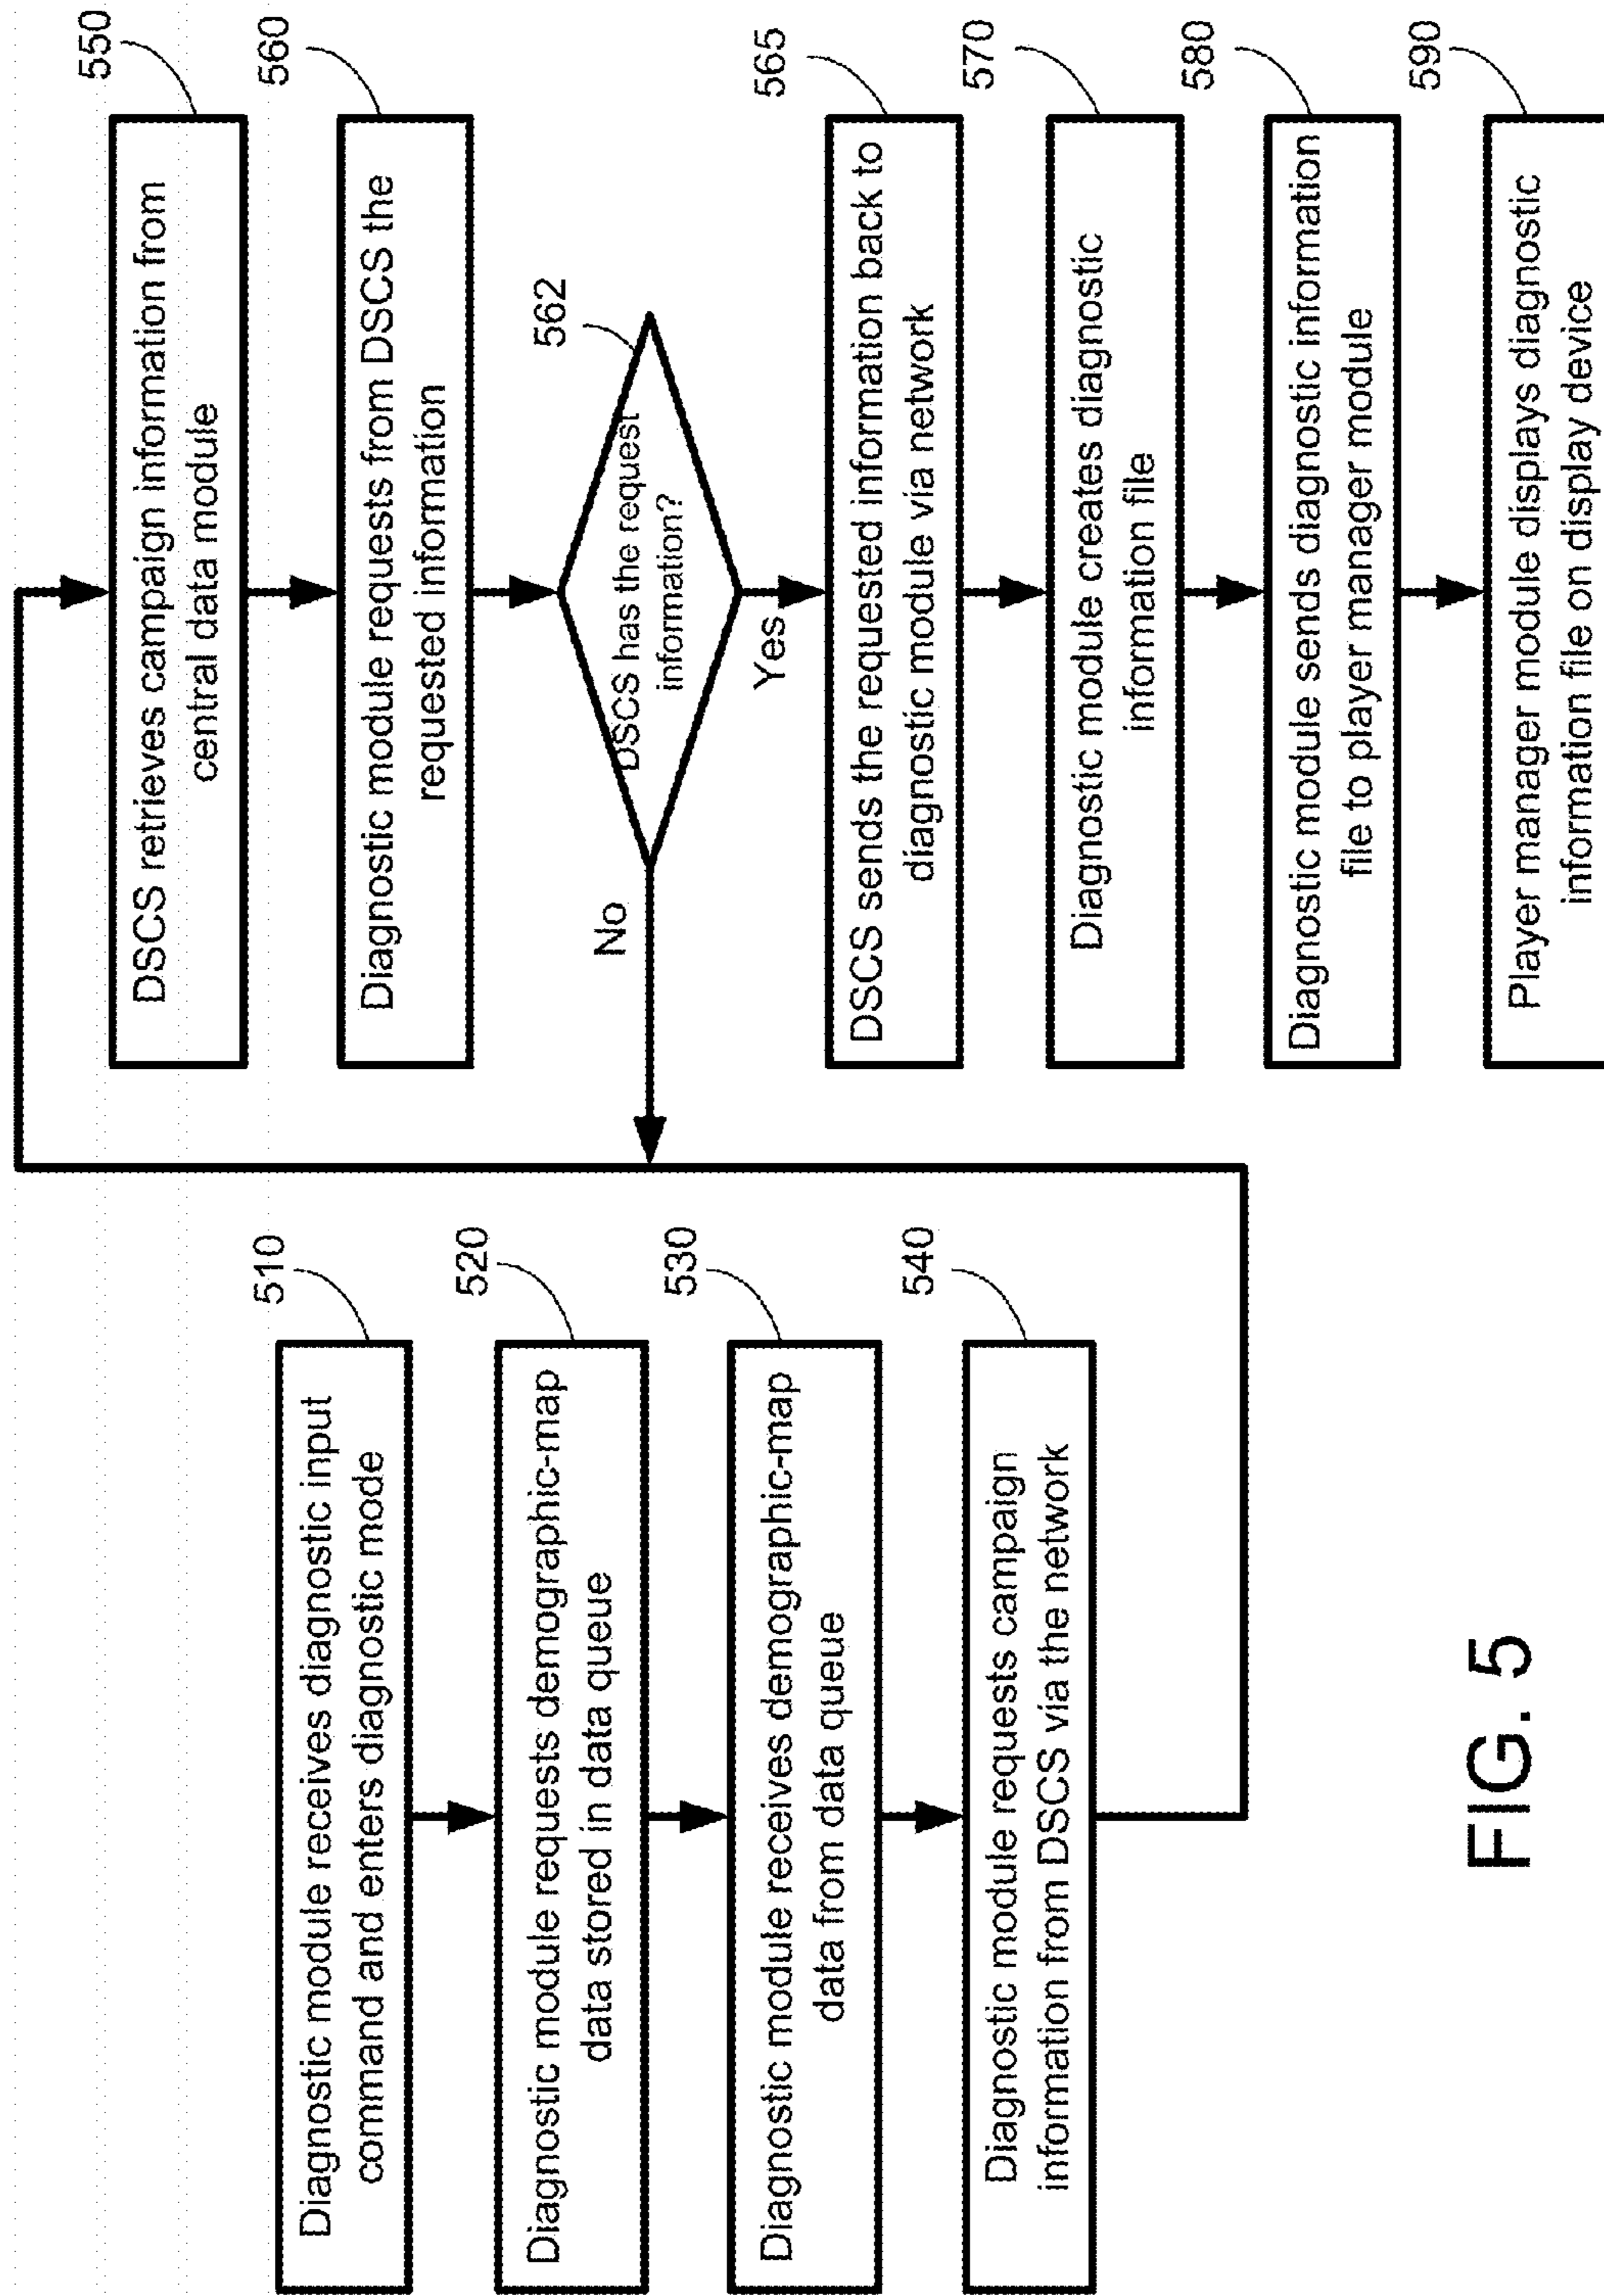 510
Diagnostic module receives diagnostic input
command and enters diagnostic mode
520
Diagnostic module requests demographic-map
data stored in data queue
530
Diagnostic module receives demographic-map
data from data queue
540
Diagnostic module requests campaign
information from DSCS via the network
550
DSCS retrieves campaign information from
central data module
560
Diagnostic module requests from DSCS the
requested information
562
DSCS has the request
information?
No
Yes
565
DSCS sends the requested information back to
diagnostic module via network
570
Diagnostic module creates diagnostic
information file
580
Diagnostic module sends diagnostic information
file to player manager module
590
Player manager module displays diagnostic
information file on display device
FIG. 5